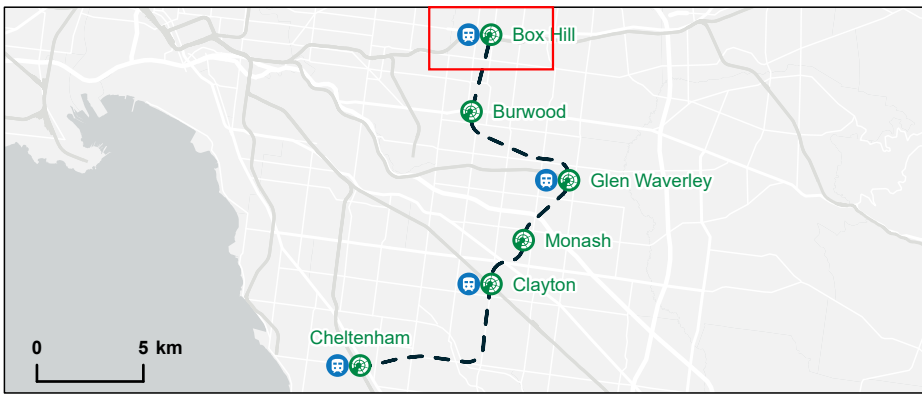 Box Hill
Burwood
Glen Waverley
Monash
Clayton
Cheltenham
0 5 km